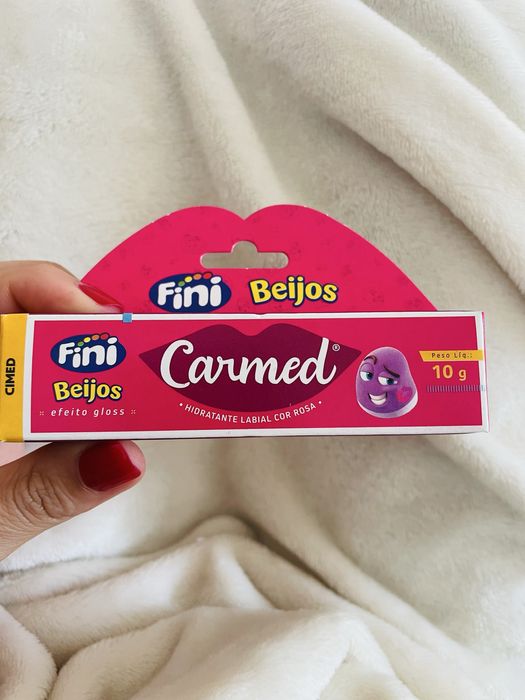 Fini Beijos
CIMED
Fini
Beijos
efeito gloss
Carmed®
• HIDRATANTE LABIAL COR ROSA •
Peso Líq.:
10 g